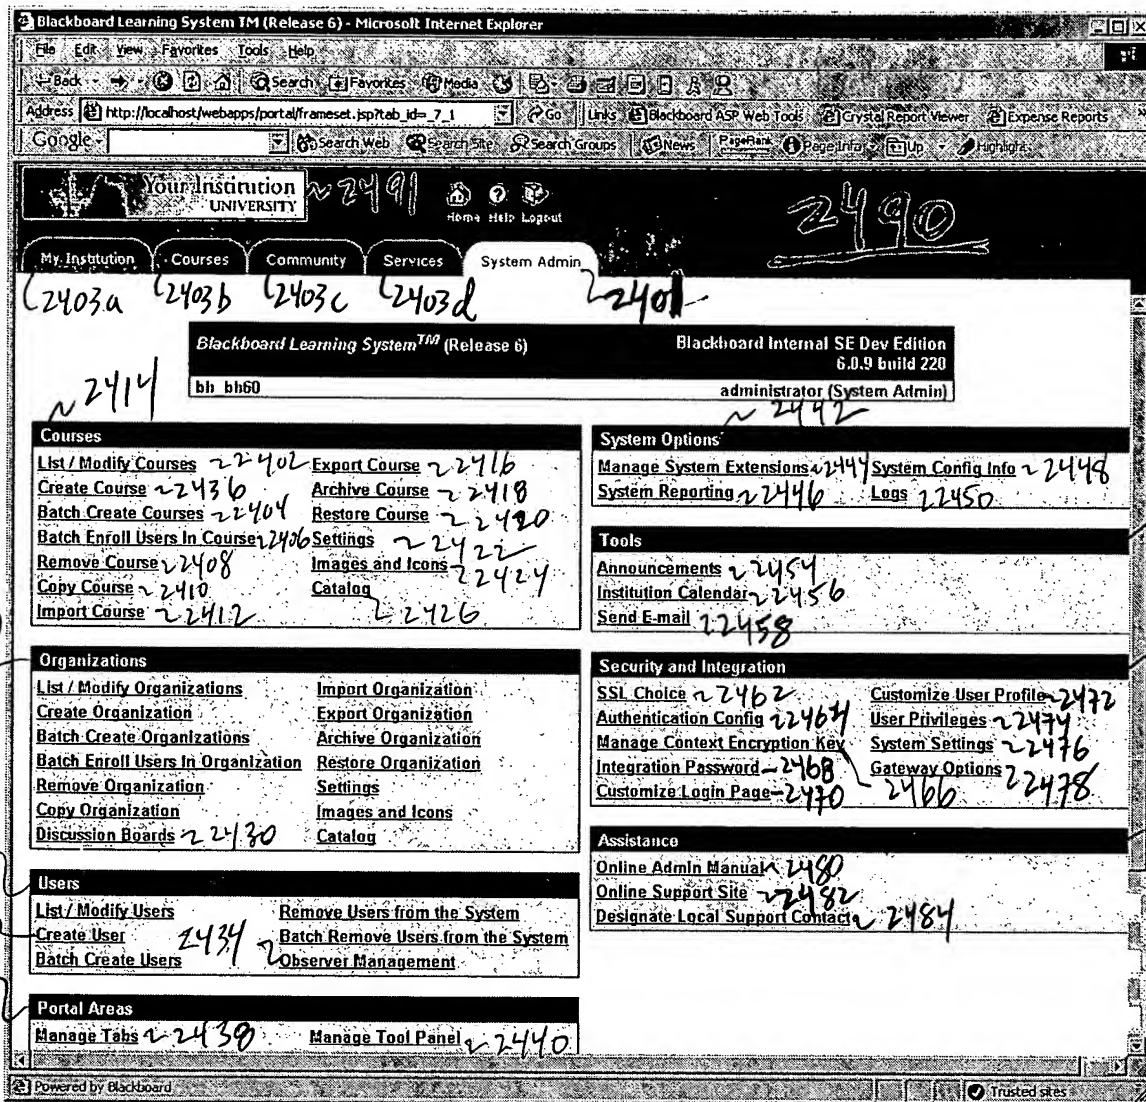 Blackboard Learning System TM (Release 6) - Microsoft Internet Explorer
File Edit View Favorites Tools Help
Back Search Favorites Media
Address http://localhost/webapps/portal/frameset.jsp?tab_id=_7_1 Go Links Blackboard ASP Web Tools Crystal Report Viewer Expense Reports
Google Search Web Search Site Search Groups News PageRank Page Info Up Highlight
Your Institution
UNIVERSITY
2491
Home Help Logout
2490
My Institution Courses Community Services System Admin
2403a 2403b 2403c 2403d 2401
Blackboard Learning System TM (Release 6) Blackboard Internal SE Dev Edition
6.0.9 build 220
bh_bh60 administrator (System Admin)
2414 2442
Courses
List / Modify Courses 2402 Export Course 2416
Create Course 2436 Archive Course 2418
Batch Create Courses 2404 Restore Course 2420
Batch Enroll Users In Course 2406 Settings 2422
Remove Course 2408 Images and Icons 2424
Copy Course 2410 Catalog 2426
Import Course 2412
System Options
Manage System Extensions 2444 System Config Info 2448
System Reporting 2446 Logs 2450
Tools
Announcements 2454
Institution Calendar 2456
Send E-mail 2458
Organizations
List / Modify Organizations Import Organization
Create Organization Export Organization
Batch Create Organizations Archive Organization
Batch Enroll Users In Organization Restore Organization
Remove Organization Settings
Copy Organization Images and Icons
Discussion Boards 2430 Catalog
Security and Integration
SSL Choice 2462 Customize User Profile 2472
Authentication Config 2464 User Privileges 2474
Manage Context Encryption Key System Settings 2476
Integration Password 2468 Gateway Options 2478
Customize Login Page 2470 2466
Assistance
Online Admin Manual 2480
Online Support Site 2482
Designate Local Support Contact 2484
Users
List / Modify Users Remove Users from the System
Create User 2434 Batch Remove Users from the System
Batch Create Users Observer Management
Portal Areas
Manage Tabs 2438 Manage Tool Panel 2440
Powered by Blackboard Trusted sites